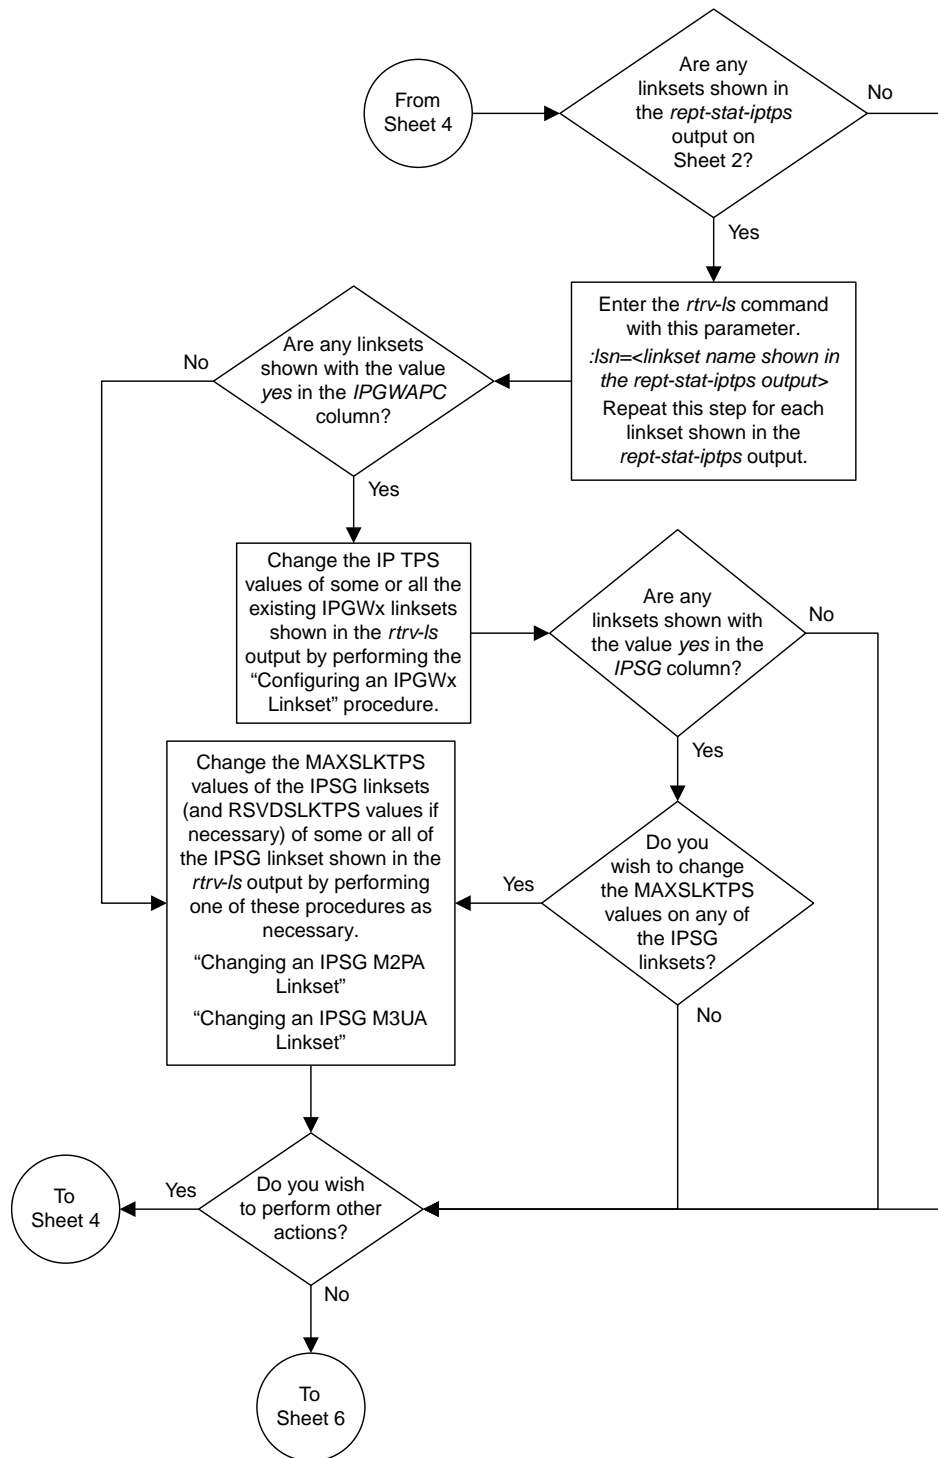 From
Sheet 4
Are any
linksets shown in
the rept-stat-iptps
output on
Sheet 2?
No
Yes
Enter the rtrv-ls command
with this parameter.
:lsn=<linkset name shown in
the rept-stat-iptps output>
Repeat this step for each
linkset shown in the
rept-stat-iptps output.
Are any linksets
shown with the value
yes in the IPGWAPC
column?
No
Yes
Change the IP TPS
values of some or all the
existing IPGWx linksets
shown in the rtrv-ls
output by performing the
“Configuring an IPGWx
Linkset” procedure.
Are any
linksets shown with
the value yes in the
IPSG column?
No
Yes
Do you
wish to change
the MAXSLKTPS
values on any of
the IPSG
linksets?
Yes
No
Change the MAXSLKTPS
values of the IPSG linksets
(and RSVDSLKTPS values if
necessary) of some or all of
the IPSG linkset shown in the
rtrv-ls output by performing
one of these procedures as
necessary.
“Changing an IPSG M2PA
Linkset”
“Changing an IPSG M3UA
Linkset”
Do you wish
to perform other
actions?
Yes
To
Sheet 4
No
To
Sheet 6